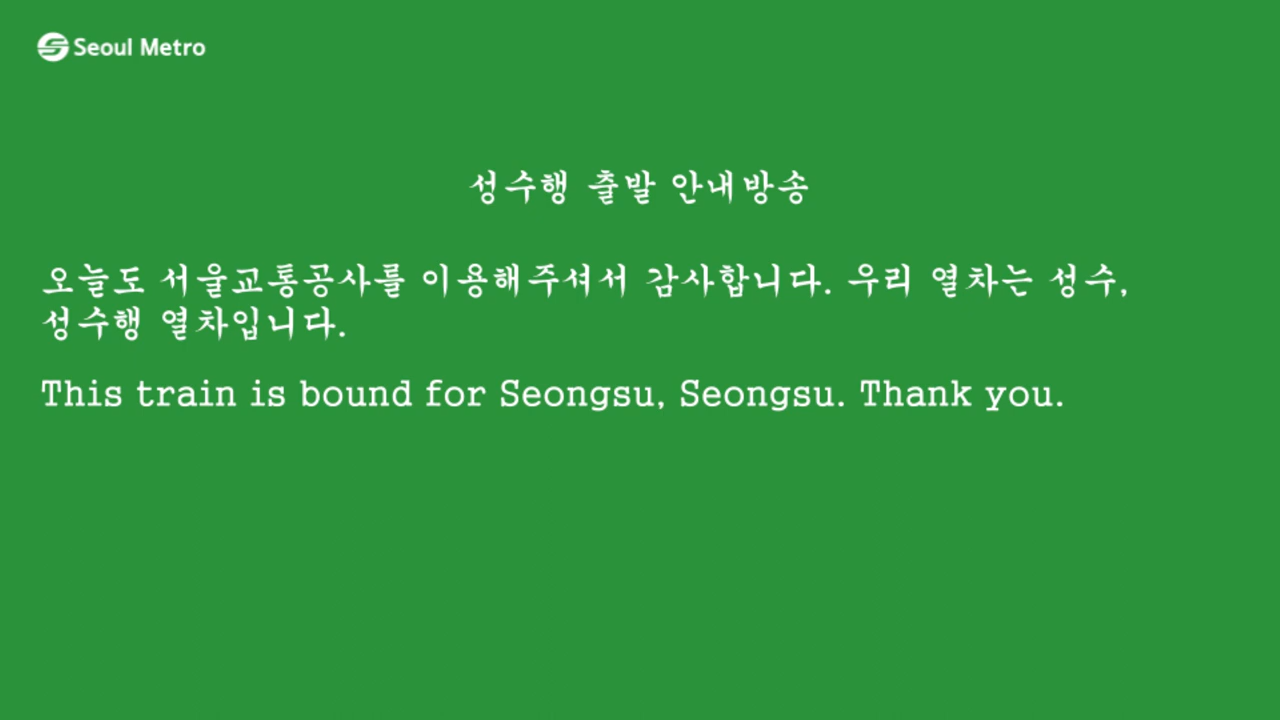 Seoul Metro
성수행 출발 안내방송
오늘도 서울교통공사를 이용해주셔서 감사합니다. 우리 열차는 성수,
성수행 열차입니다.
This train is bound for Seongsu, Seongsu. Thank you.